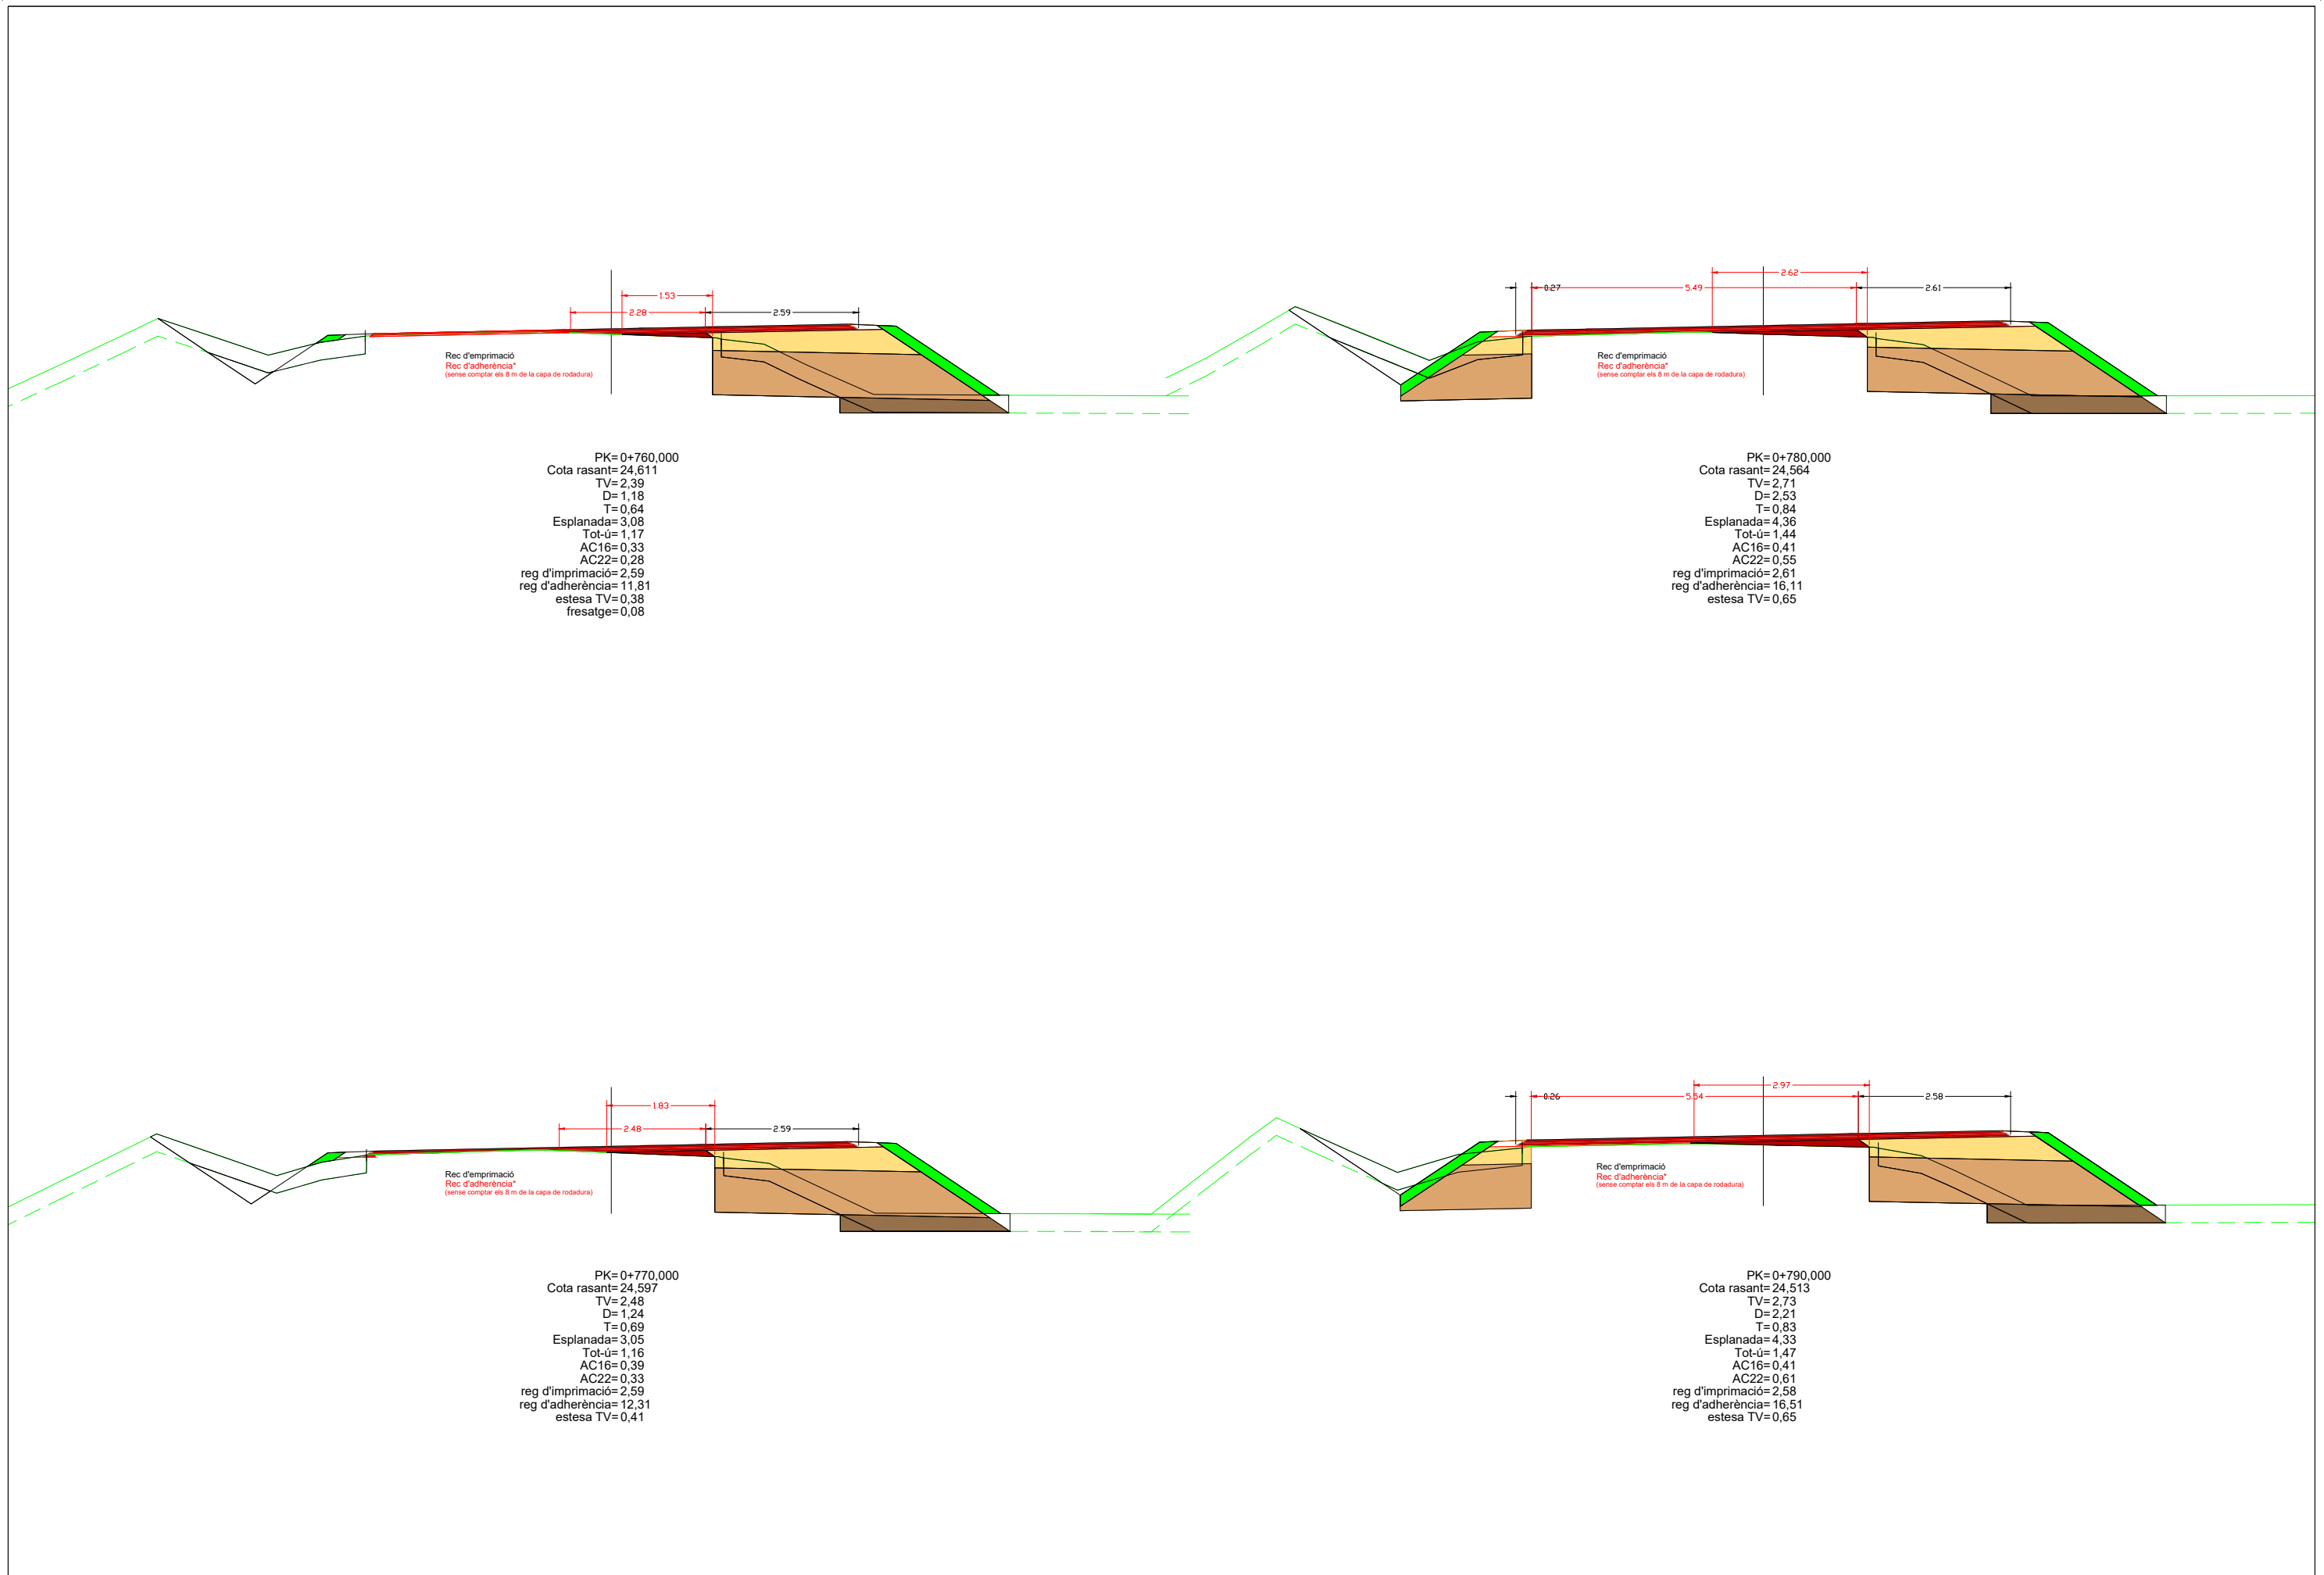 1.53
2.28
2.59
Rec d'emprimació
Rec d'adherència*
(sense comptar els 8 m de la capa de rodadura)
PK= 0+760,000
Cota rasant= 24,611
TV= 2,39
D= 1,18
T= 0,64
Esplanada= 3,08
Tot-ú= 1,17
AC16= 0,33
AC22= 0,28
reg d'imprimació= 2,59
reg d'adherència= 11,81
estesa TV= 0,38
fresatge= 0,08
2.62
0.27
5.49
2.61
Rec d'emprimació
Rec d'adherència*
(sense comptar els 8 m de la capa de rodadura)
PK= 0+780,000
Cota rasant= 24,564
TV= 2,71
D= 2,53
T= 0,84
Esplanada= 4,36
Tot-ú= 1,44
AC16= 0,41
AC22= 0,55
reg d'imprimació= 2,61
reg d'adherència= 16,11
estesa TV= 0,65
1.83
2.48
2.59
Rec d'emprimació
Rec d'adherència*
(sense comptar els 8 m de la capa de rodadura)
PK= 0+770,000
Cota rasant= 24,597
TV= 2,48
D= 1,24
T= 0,69
Esplanada= 3,05
Tot-ú= 1,16
AC16= 0,39
AC22= 0,33
reg d'imprimació= 2,59
reg d'adherència= 12,31
estesa TV= 0,41
2.97
0.26
5.54
2.58
Rec d'emprimació
Rec d'adherència*
(sense comptar els 8 m de la capa de rodadura)
PK= 0+790,000
Cota rasant= 24,513
TV= 2,73
D= 2,21
T= 0,83
Esplanada= 4,33
Tot-ú= 1,47
AC16= 0,41
AC22= 0,61
reg d'imprimació= 2,58
reg d'adherència= 16,51
estesa TV= 0,65